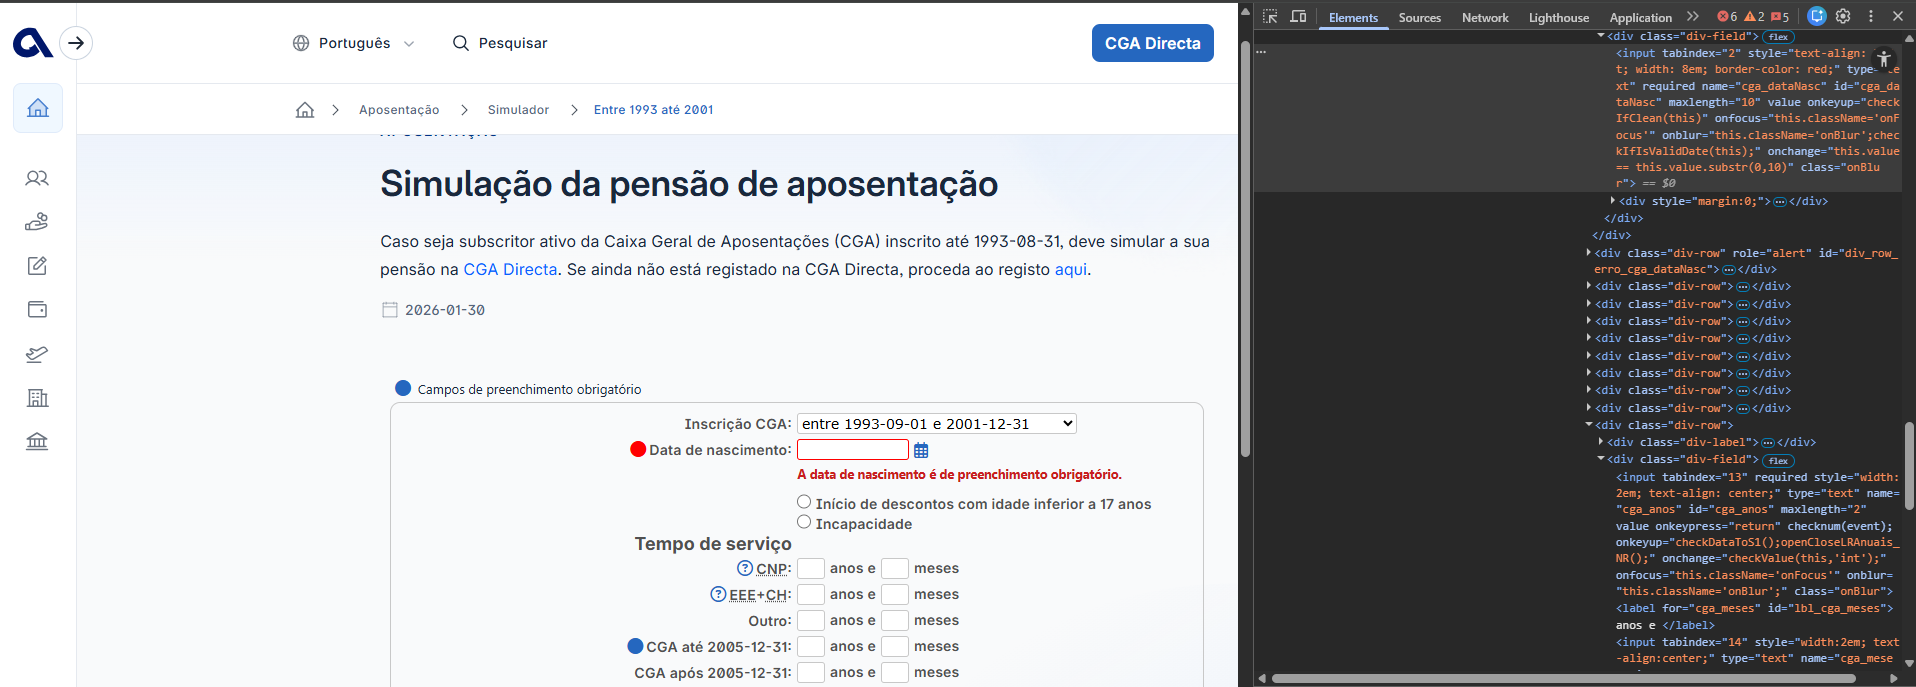 Português
Pesquisar
CGA Directa
Aposentação
Simulador
Entre 1993 até 2001
Simulação da pensão de aposentação
Caso seja subscritor ativo da Caixa Geral de Aposentações (CGA) inscrito até 1993-08-31, deve simular a sua
pensão na CGA Directa. Se ainda não está registado na CGA Directa, proceda ao registo aqui.
2026-01-30
Campos de preenchimento obrigatório
Inscrição CGA: entre 1993-09-01 e 2001-12-31
Data de nascimento:
A data de nascimento é de preenchimento obrigatório.
Início de descontos com idade inferior a 17 anos
Incapacidade
Tempo de serviço
? CNP: anos e meses
? EEE+CH: anos e meses
Outro: anos e meses
CGA até 2005-12-31: anos e meses
CGA após 2005-12-31: anos e meses
Elements Sources Network Lighthouse Application 6 2 5
<div class="div-field"> flex
<input tabindex="2" style="text-align:
t; width: 8em; border-color: red;" type=
xt" required name="cga_dataNasc" id="cga_da
taNasc" maxlength="10" value onkeyup="check
IfClean(this)" onfocus="this.className='onF
ocus'" onblur="this.className='onBlur';chec
kIfIsValidDate(this);" onchange="this.value
== this.value.substr(0,10)" class="onBlu
r"> == $0
<div style="margin:0;"> … </div>
</div>
</div>
<div class="div-row" role="alert" id="div_row_
erro_cga_dataNasc"> … </div>
<div class="div-row"> … </div>
<div class="div-row"> … </div>
<div class="div-row"> … </div>
<div class="div-row"> … </div>
<div class="div-row"> … </div>
<div class="div-row"> … </div>
<div class="div-row"> … </div>
<div class="div-row"> … </div>
<div class="div-row">
<div class="div-label"> … </div>
<div class="div-field"> flex
<input tabindex="13" required style="width:
2em; text-align: center;" type="text" name=
"cga_anos" id="cga_anos" maxlength="2"
value onkeypress="return" checknum(event);
onkeyup="checkDataToS1();openCloseLRAnuais_
NR();" onchange="checkValue(this,'int');"
onfocus="this.className='onFocus'" onblur=
"this.className='onBlur';" class="onBlur">
<label for="cga_meses" id="lbl_cga_meses">
anos e </label>
<input tabindex="14" style="width:2em; text
-align:center;" type="text" name="cga_mese